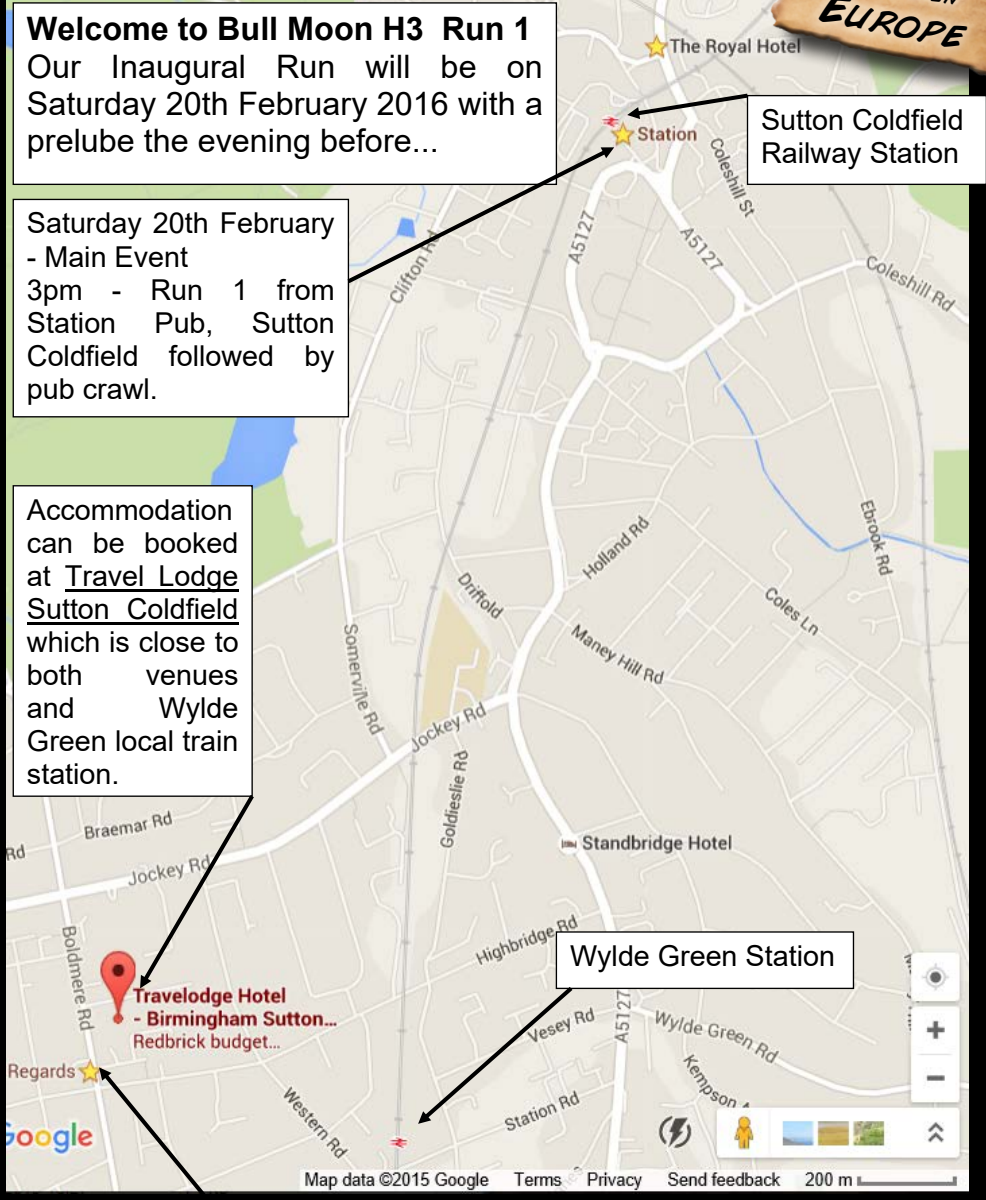 Welcome to Bull Moon H3 Run 1
Our Inaugural Run will be on
Saturday 20th February 2016 with a
prelube the evening before...
EUROPE
The Royal Hotel
Sutton Coldfield
Railway Station
Station
Coleshill St
A5127
A5127
Coleshill Rd
Clifton Rd
Saturday 20th February
- Main Event
3pm - Run 1 from
Station Pub, Sutton
Coldfield followed by
pub crawl.
Accommodation
can be booked
at Travel Lodge
Sutton Coldfield
which is close to
both venues
and Wylde
Green local train
station.
Holland Rd
Ebrook Rd
Driffold
Coles Ln
Maney Hill Rd
Somerville Rd
Jockey Rd
Goldieslie Rd
Braemar Rd
Rd
Standbridge Hotel
Jockey Rd
Highbridge Rd
Wylde Green Station
Boldmere Rd
Travelodge Hotel
- Birmingham Sutton...
Redbrick budget...
A5127
Vesey Rd
Wylde Green Rd
Regards
Kempson
Western Rd
Station Rd
Google
Map data ©2015 Google Terms Privacy Send feedback 200 m